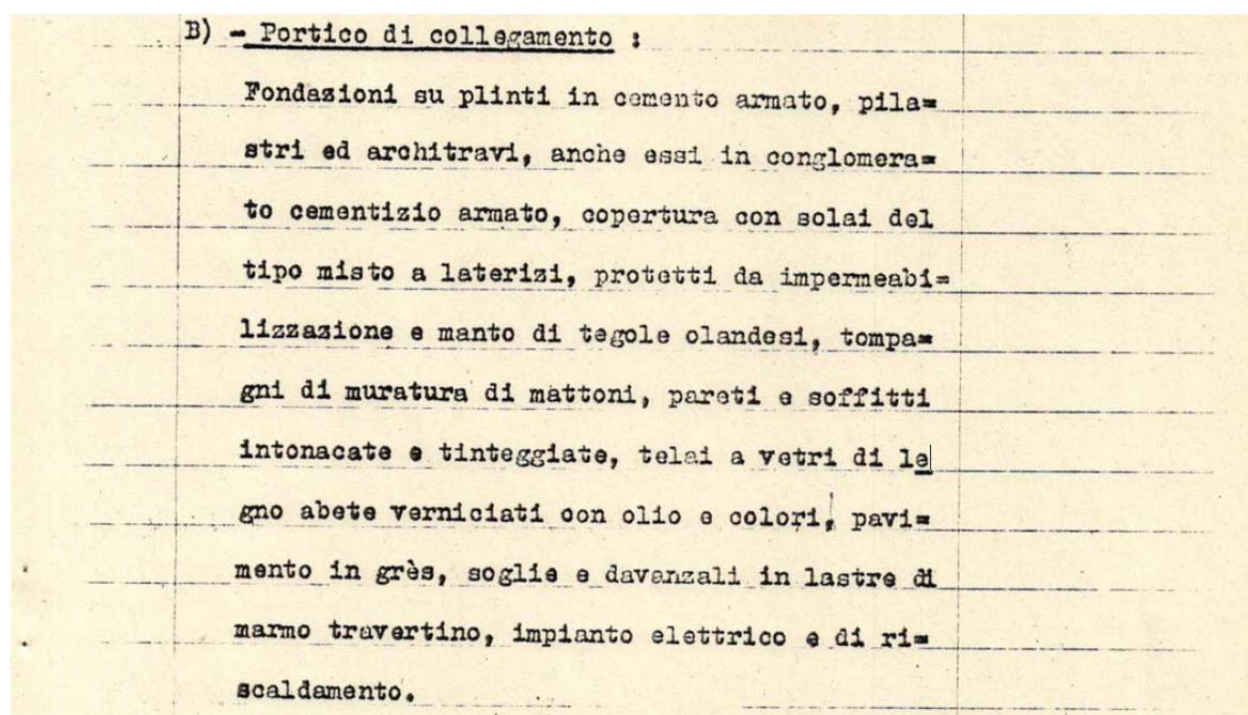 B) - Portico di collegamento :
Fondazioni su plinti in cemento armato, pila=
stri ed architravi, anche essi in conglomera=
to cementizio armato, copertura con solai del
tipo misto a laterizi, protetti da impermeabi=
lizzazione e manto di tegole olandesi, tompa=
gni di muratura di mattoni, pareti e soffitti
intonacate e tinteggiate, telai a vetri di le
gno abete verniciati con olio e colori, pavi=
mento in grès, soglie e davanzali in lastre di
marmo travertino, impianto elettrico e di ri=
scaldamento.